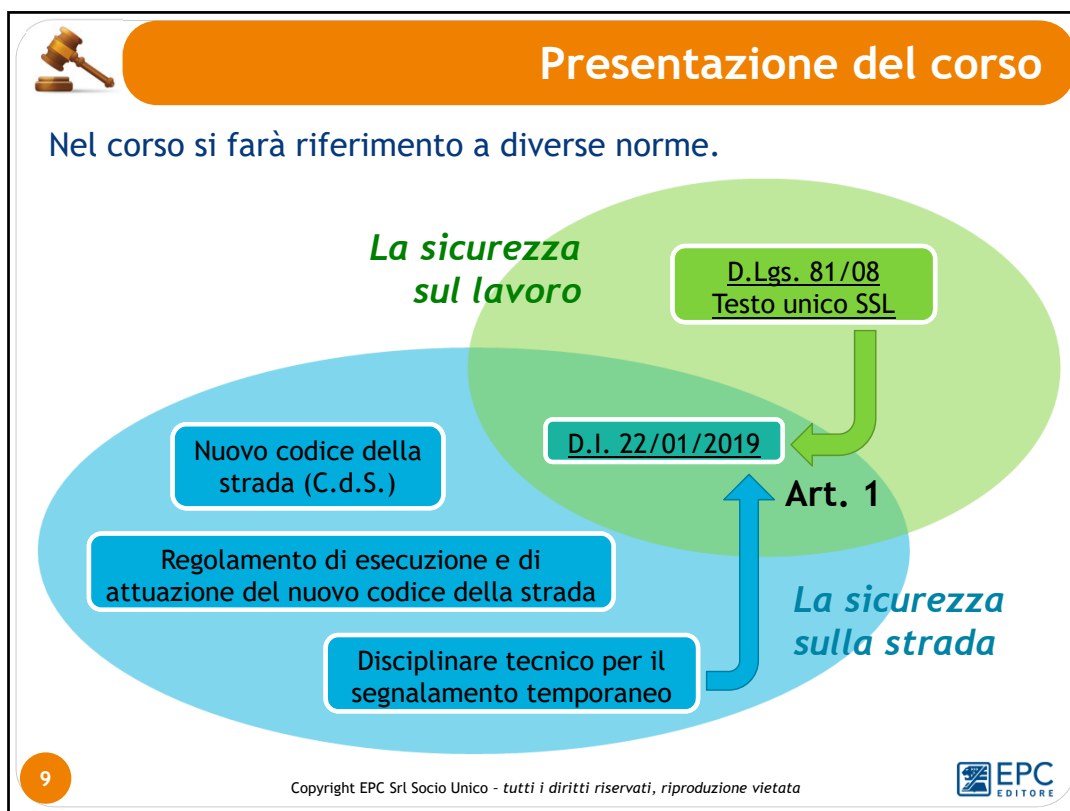 Presentazione del corso
Nel corso si farà riferimento a diverse norme.
La sicurezza
sul lavoro
D.Lgs. 81/08
Testo unico SSL
Nuovo codice della
strada (C.d.S.)
D.I. 22/01/2019
Art. 1
Regolamento di esecuzione e di
attuazione del nuovo codice della strada
La sicurezza
sulla strada
Disciplinare tecnico per il
segnalamento temporaneo
9
Copyright EPC Srl Socio Unico – tutti i diritti riservati, riproduzione vietata
EPC
EDITORE